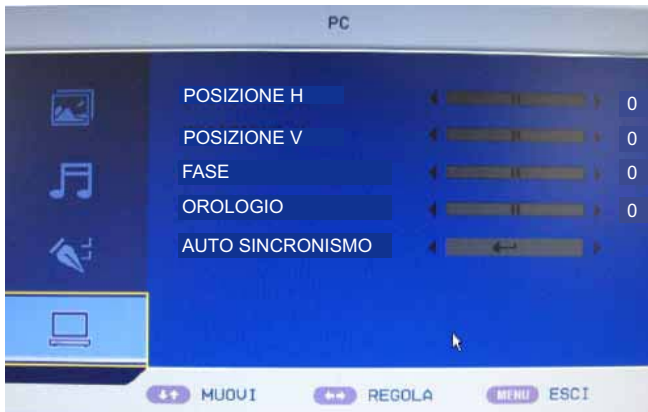 PC
POSIZIONE H 0
POSIZIONE V 0
FASE 0
OROLOGIO 0
AUTO SINCRONISMO
MUOVI REGOLA MENU ESCI